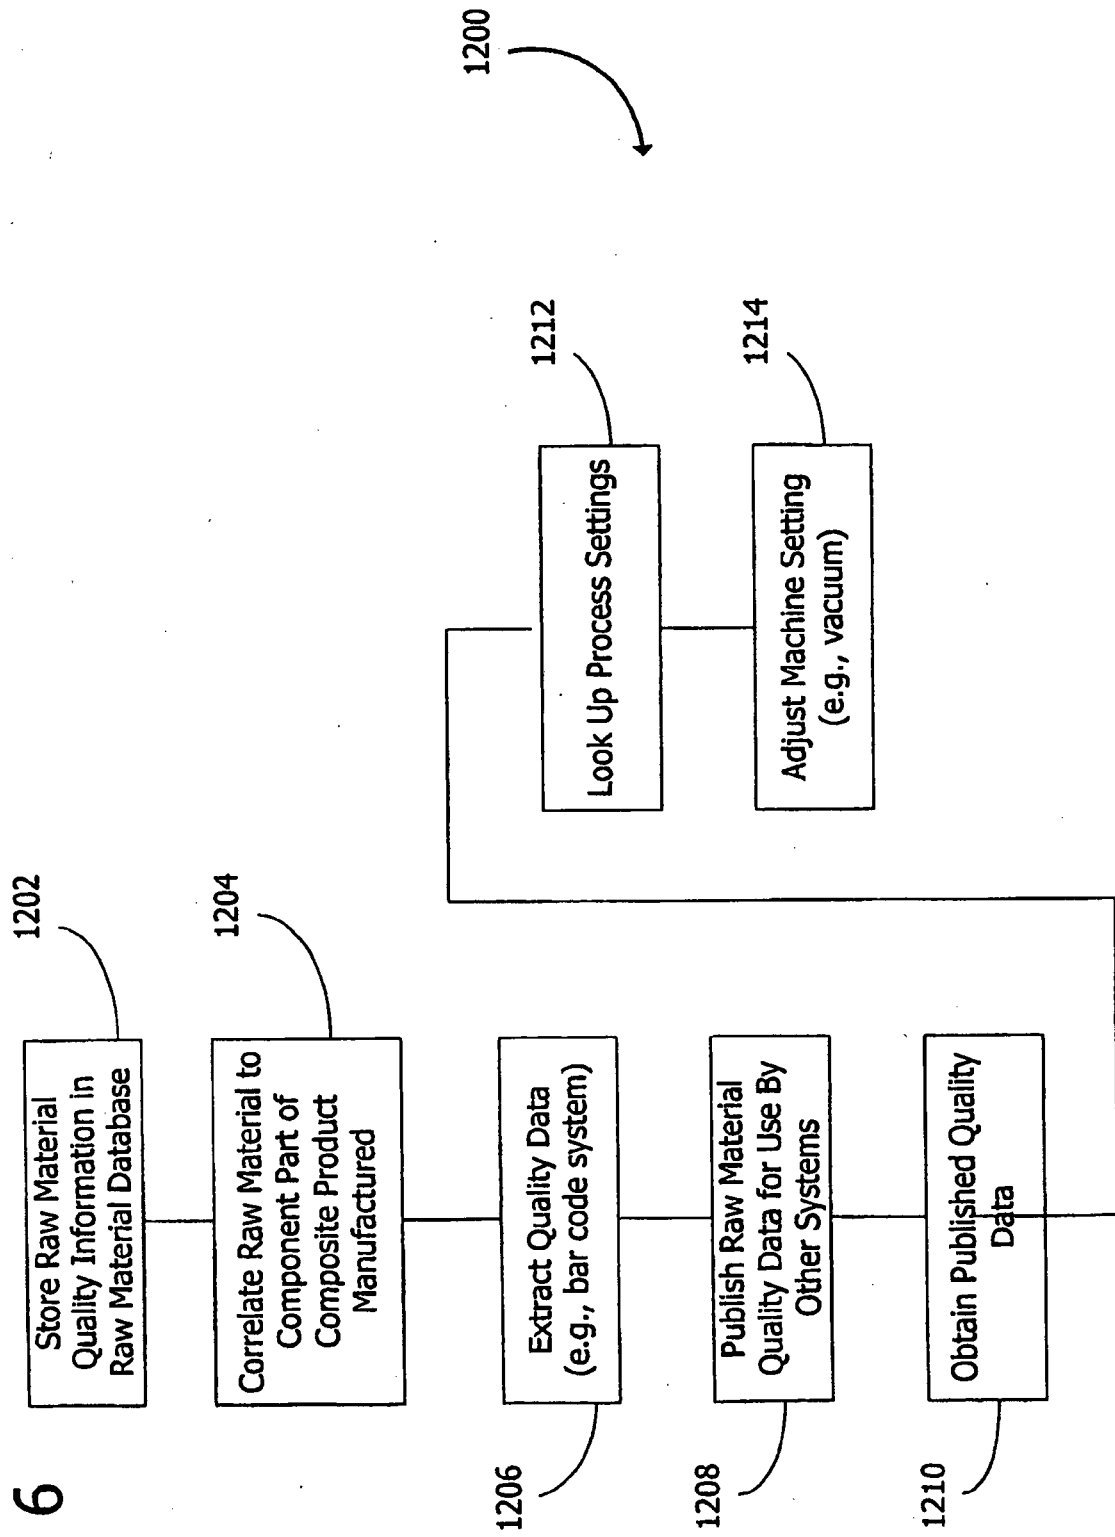 6
1200
1202
Store Raw Material
Quality Information in
Raw Material Database
1204
Correlate Raw Material to
Component Part of
Composite Product
Manufactured
1206
Extract Quality Data
(e.g., bar code system)
1208
Publish Raw Material
Quality Data for Use By
Other Systems
1210
Obtain Published Quality
Data
1212
Look Up Process Settings
1214
Adjust Machine Setting
(e.g., vacuum)